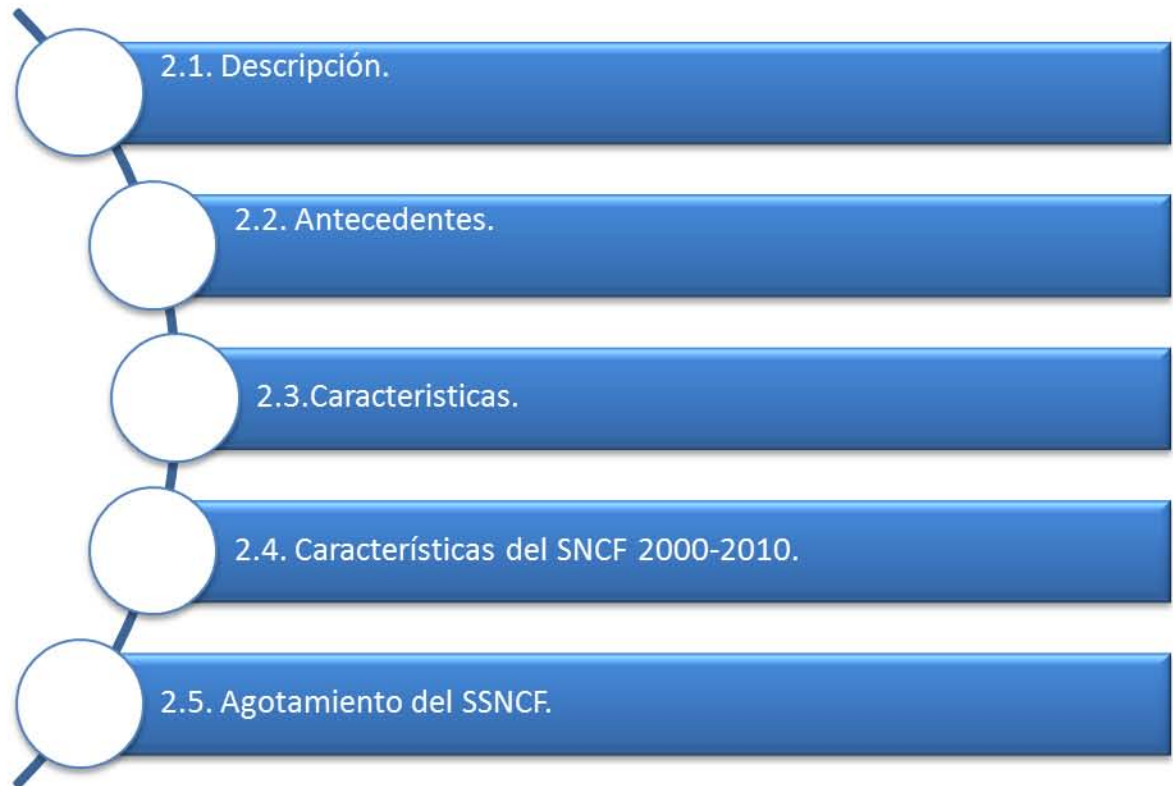 2.1. Descripción.
2.2. Antecedentes.
2.3.Caracteristicas.
2.4. Características del SNCF 2000-2010.
2.5. Agotamiento del SSNCF.